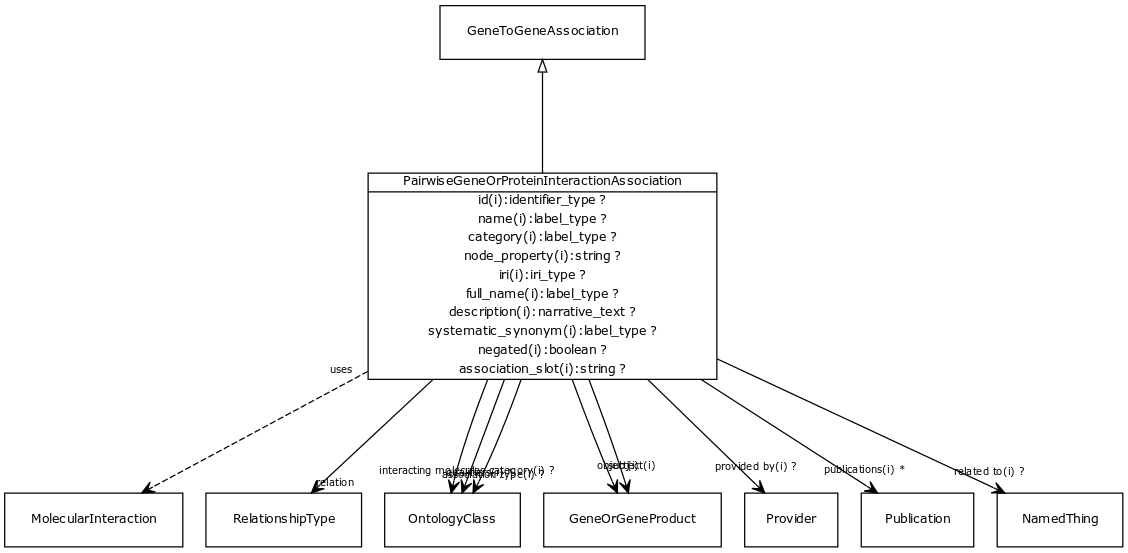 GeneToGeneAssociation
PairwiseGeneOrProteinInteractionAssociation
id(i):identifier_type ?
name(i):label_type ?
category(i):label_type ?
node_property(i):string ?
iri(i):iri_type ?
full_name(i):label_type ?
description(i):narrative_text ?
systematic_synonym(i):label_type ?
negated(i):boolean ?
association_slot(i):string ?
uses
relation
interacting molecules category(i) ?
association type(i) ?
object(i)
subject(i)
provided by(i) ?
publications(i) *
related to(i) ?
MolecularInteraction
RelationshipType
OntologyClass
GeneOrGeneProduct
Provider
Publication
NamedThing